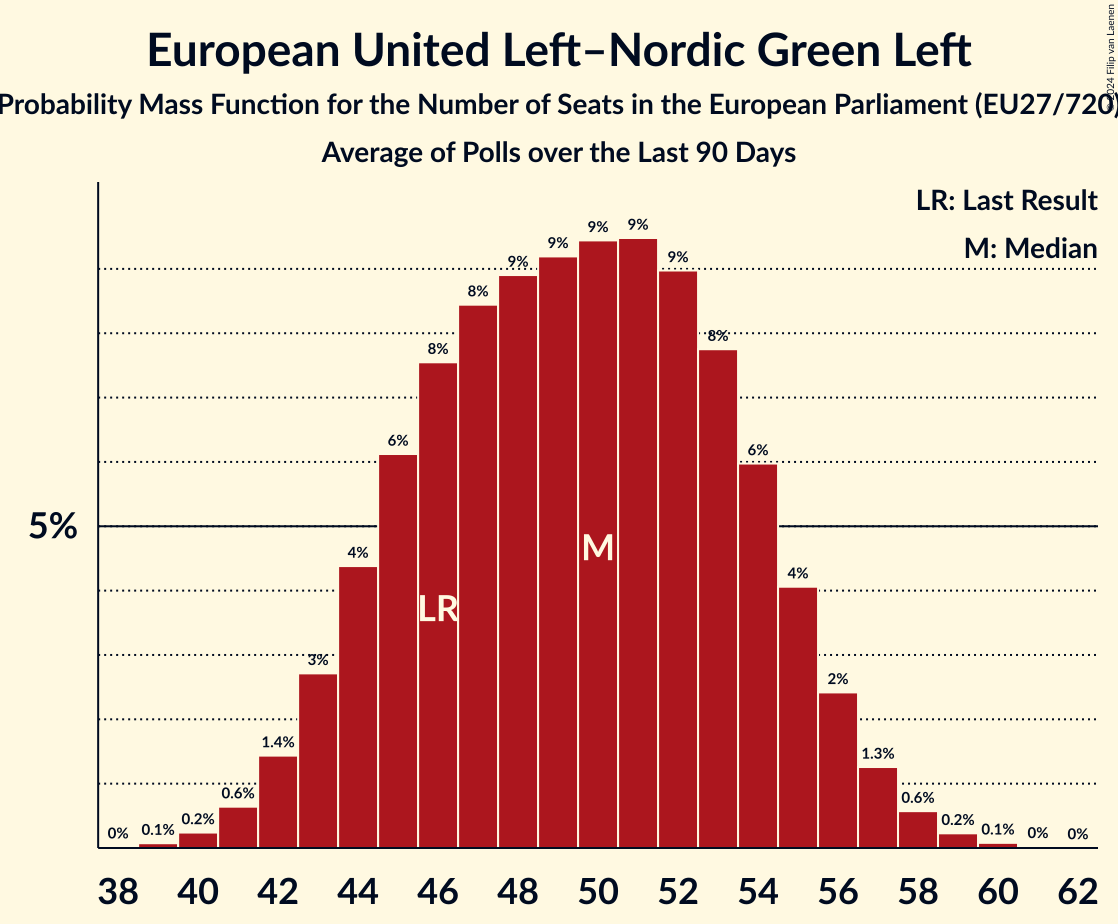 European United Left–Nordic Green Left
Probability Mass Function for the Number of Seats in the European Parliament (EU27/720)
Average of Polls over the Last 90 Days
© 2024 Filip van Laenen
LR: Last Result
M: Median
5%
0% 0.1% 0.2% 0.6% 1.4% 3% 4% 6% 8% 8% 9% 9% 9% 9% 9% 8% 6% 4% 2% 1.3% 0.6% 0.2% 0.1% 0% 0%
LR M
38 40 42 44 46 48 50 52 54 56 58 60 62